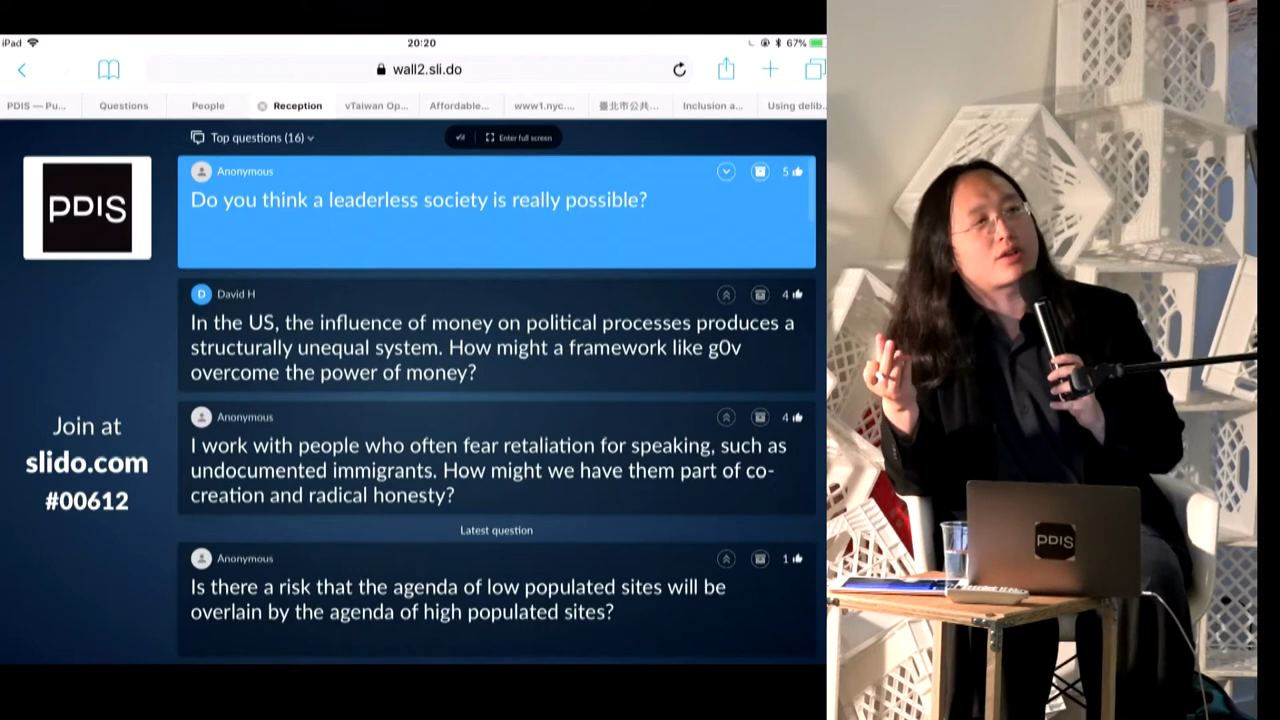 iPad
20:20
67%
wall2.sli.do
PDIS — Pu...
Questions
People
Reception
vTaiwan Op...
Affordable...
www1.nyc....
臺北市公共...
Inclusion a...
Using delib..
Top questions (16)
Enter full screen
PDIS
Anonymous
5
Do you think a leaderless society is really possible?
D
David H
4
In the US, the influence of money on political processes produces a
structurally unequal system. How might a framework like g0v
overcome the power of money?
Anonymous
4
I work with people who often fear retaliation for speaking, such as
undocumented immigrants. How might we have them part of co-
creation and radical honesty?
Join at
slido.com
#00612
Latest question
Anonymous
1
Is there a risk that the agenda of low populated sites will be
overlain by the agenda of high populated sites?
PDIS